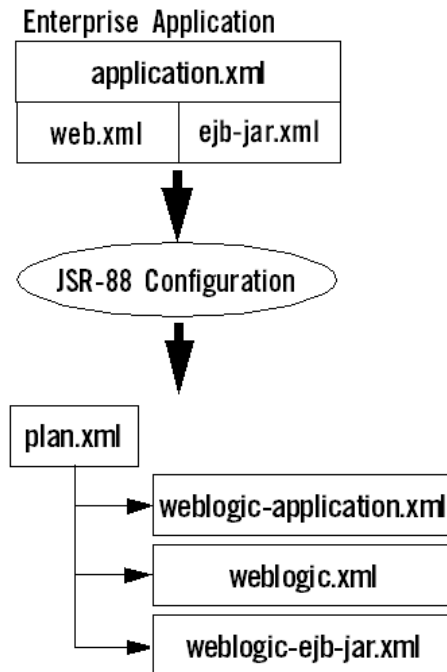 Enterprise Application
application.xml
web.xml
ejb-jar.xml
JSR-88 Configuration
plan.xml
weblogic-application.xml
weblogic.xml
weblogic-ejb-jar.xml